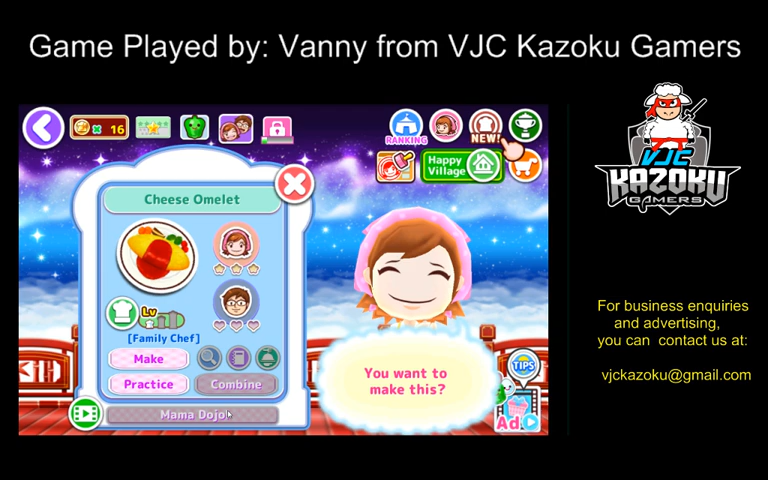 Game Played by: Vanny from VJC Kazoku Gamers
x 16
RANKING
NEW!
Happy
Village
Cheese Omelet
Lv
[Family Chef]
Make
Practice
Combine
Mama Dojo
You want to
make this?
TIPS
Ad
VJC
KAZOKU
GAMERS
For business enquiries
and advertising,
you can contact us at:
vjckazoku@gmail.com